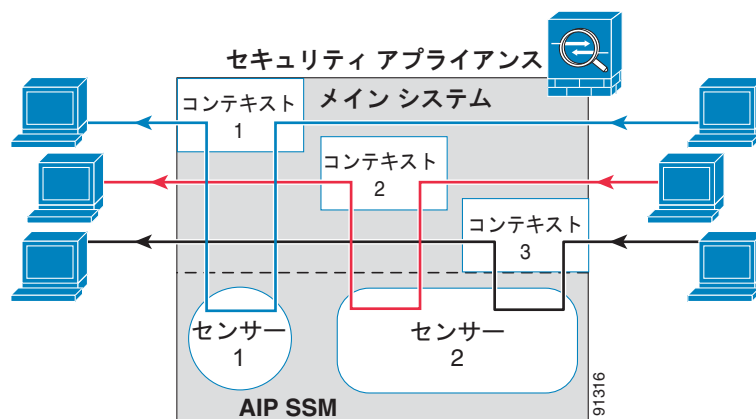 セキュリティ アプライアンス
メイン システム
コンテキスト
1
コンテキスト
2
コンテキスト
3
センサー
1
センサー
2
AIP SSM
91316